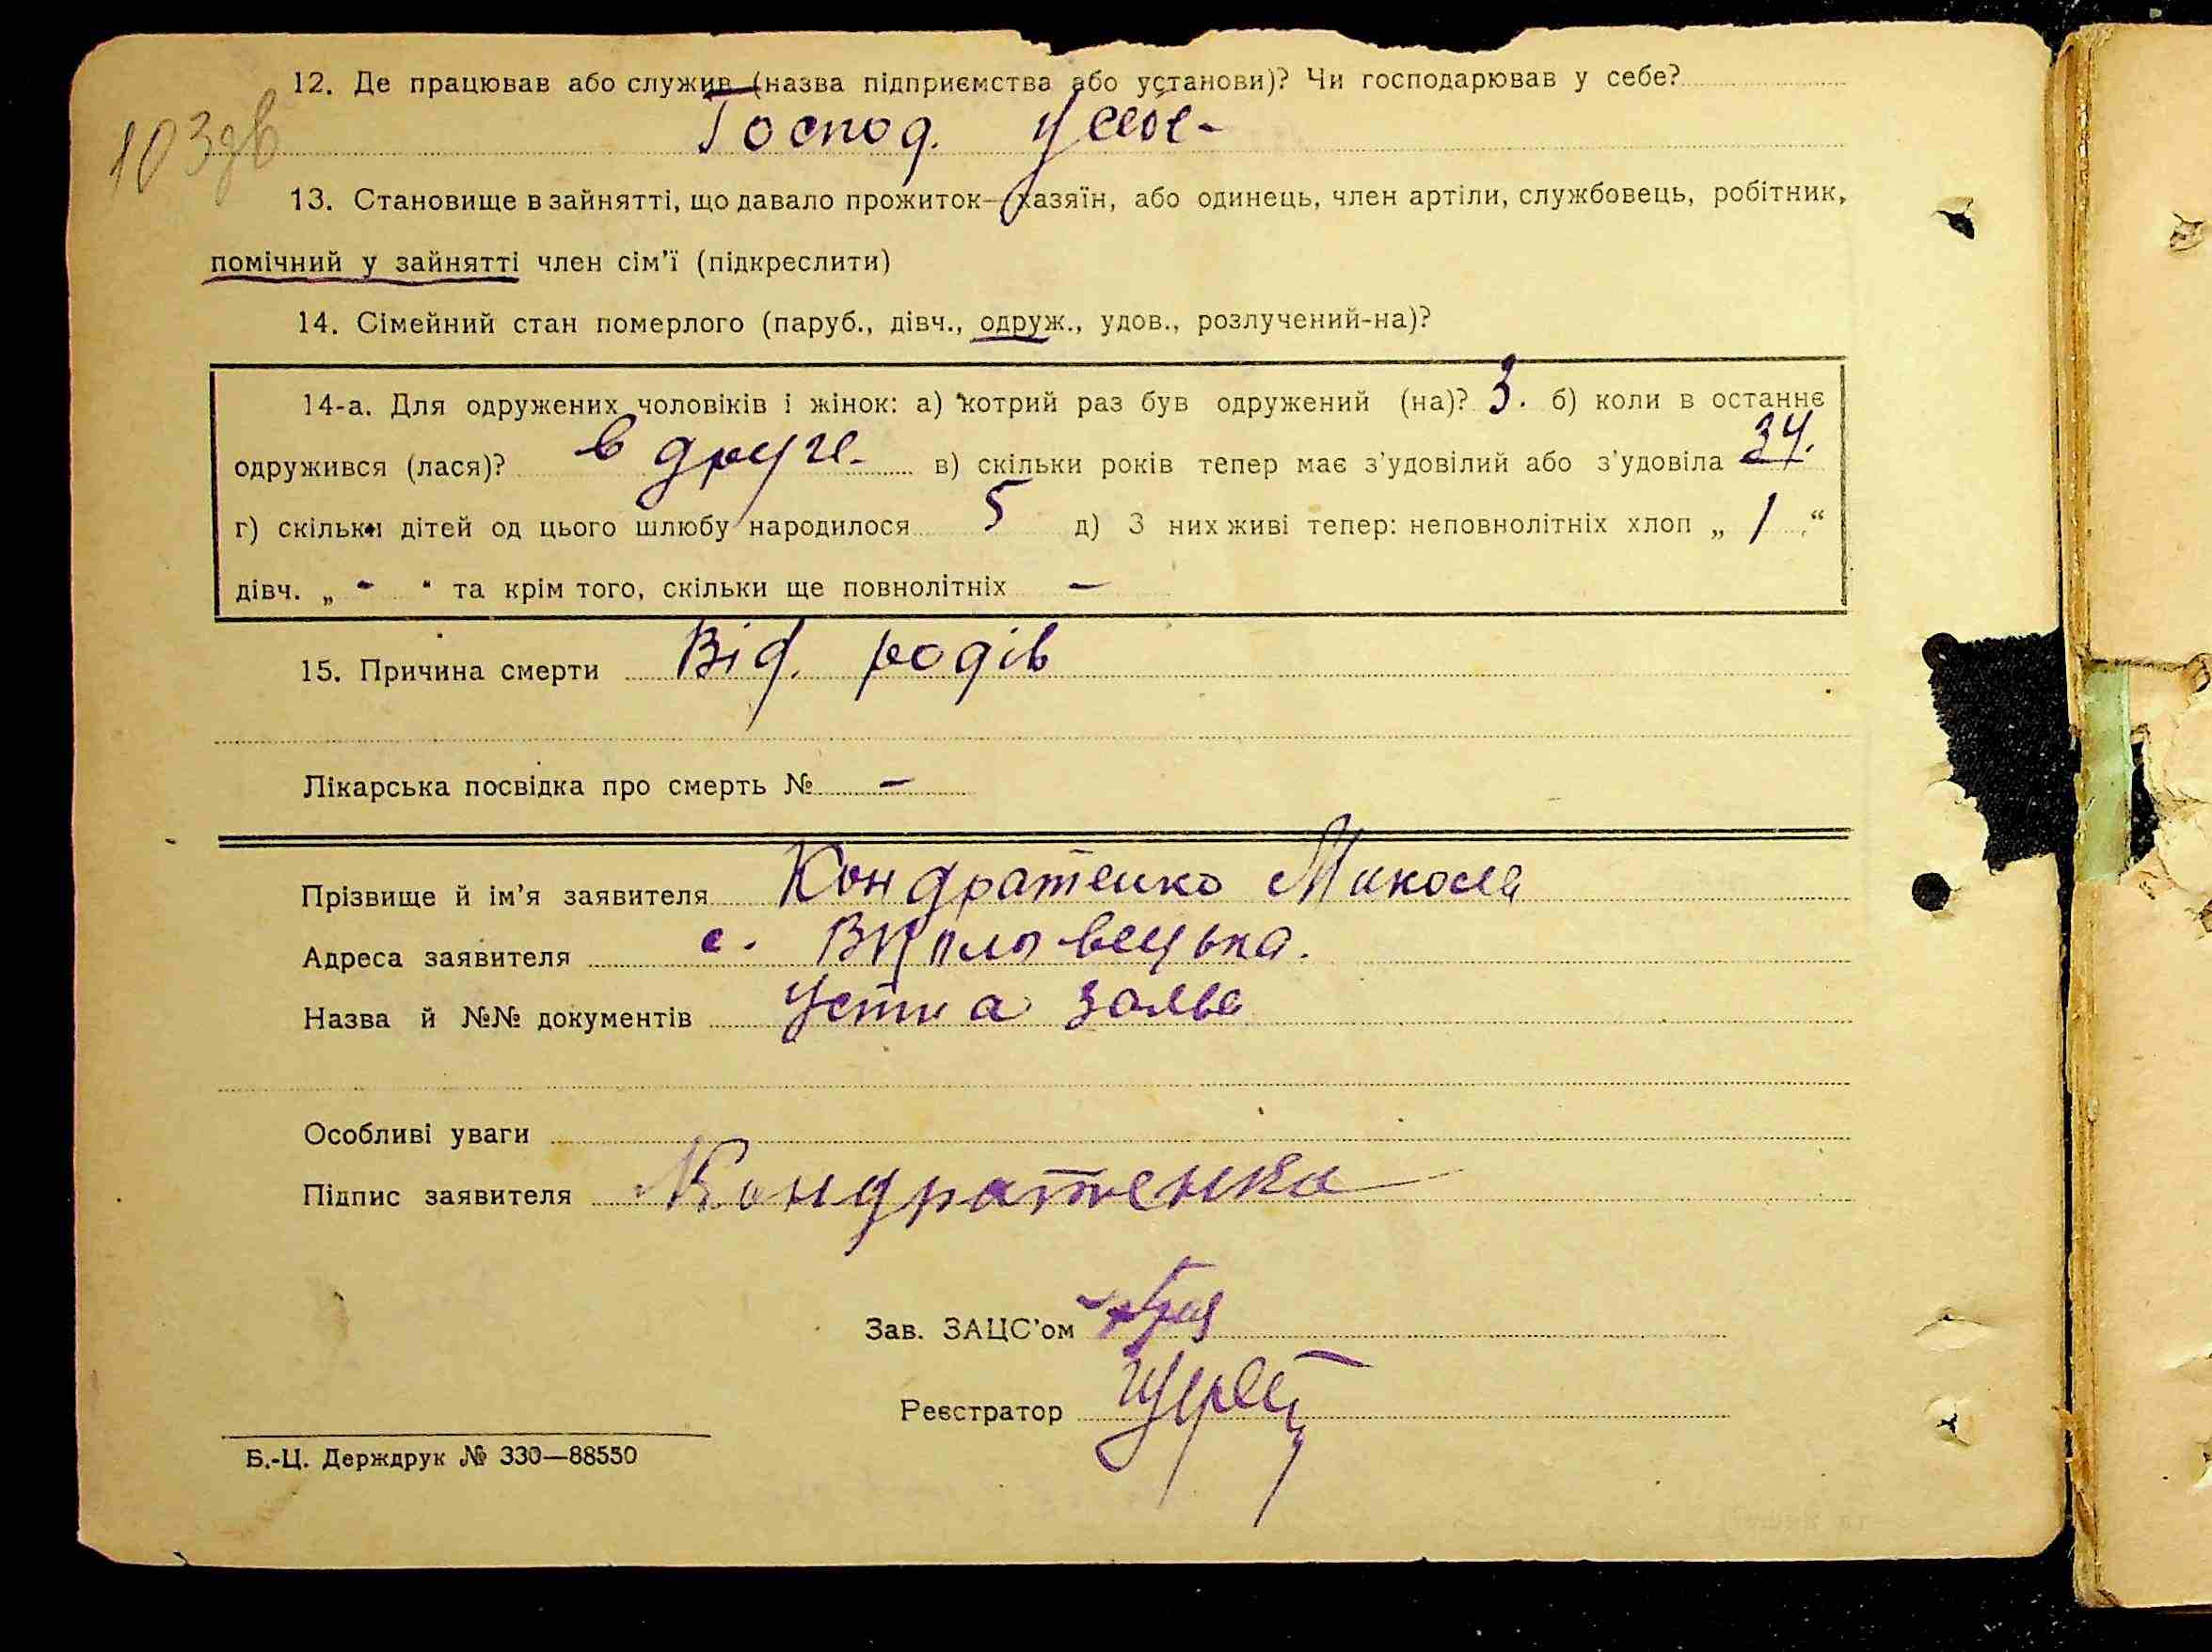 12. Де працював або служив (назва підприємства або установи)? Чи господарював у себе?
Господ. у себе-
103зв
13. Становище в зайнятті, що давало прожиток—хазяїн, або одинець, член артіли, службовець, робітник,
помічний у зайнятті член сім'ї (підкреслити)
14. Сімейний стан померлого (паруб., дівч., одруж., удов., розлучений-на)?
14-а. Для одружених чоловіків і жінок: а) котрий раз був одружений (на)? 3. б) коли в останнє
одружився (лася)? в друге- в) скільки років тепер має з'удовілий або з'удовіла 34.
г) скільки дітей од цього шлюбу народилося 5 д) З них живі тепер: неповнолітніх хлоп „ 1 “
дівч. „ - “ та крім того, скільки ще повнолітніх —
15. Причина смерти Від. родів
Лікарська посвідка про смерть № —
Прізвище й ім'я заявителя Кондратенко Микола
Адреса заявителя с.
Назва й №№ документів Устна заява
Особливі уваги
Підпис заявителя Кондратенко
Зав. ЗАЦС'ом
Реєстратор
Б.-Ц. Держдрук № 330—88550